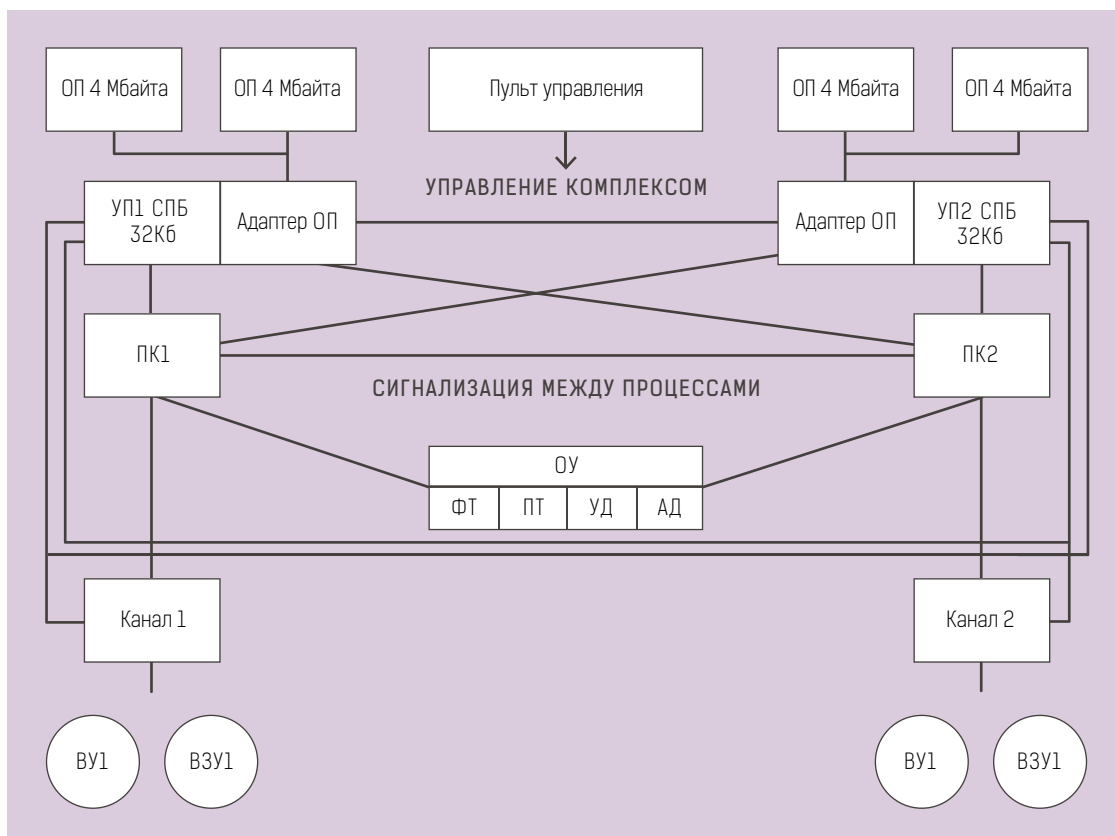 ОП 4 Мбайта
ОП 4 Мбайта
Пульт управления
ОП 4 Мбайта
ОП 4 Мбайта
УПРАВЛЕНИЕ КОМПЛЕКСОМ
УП1 СПБ
32Кб
Адаптер ОП
Адаптер ОП
УП2 СПБ
32Кб
ПК1
ПК2
СИГНАЛИЗАЦИЯ МЕЖДУ ПРОЦЕССАМИ
ОУ
ФТ
ПТ
УД
АД
Канал 1
Канал 2
ВУ1
ВЗУ1
ВУ1
ВЗУ1